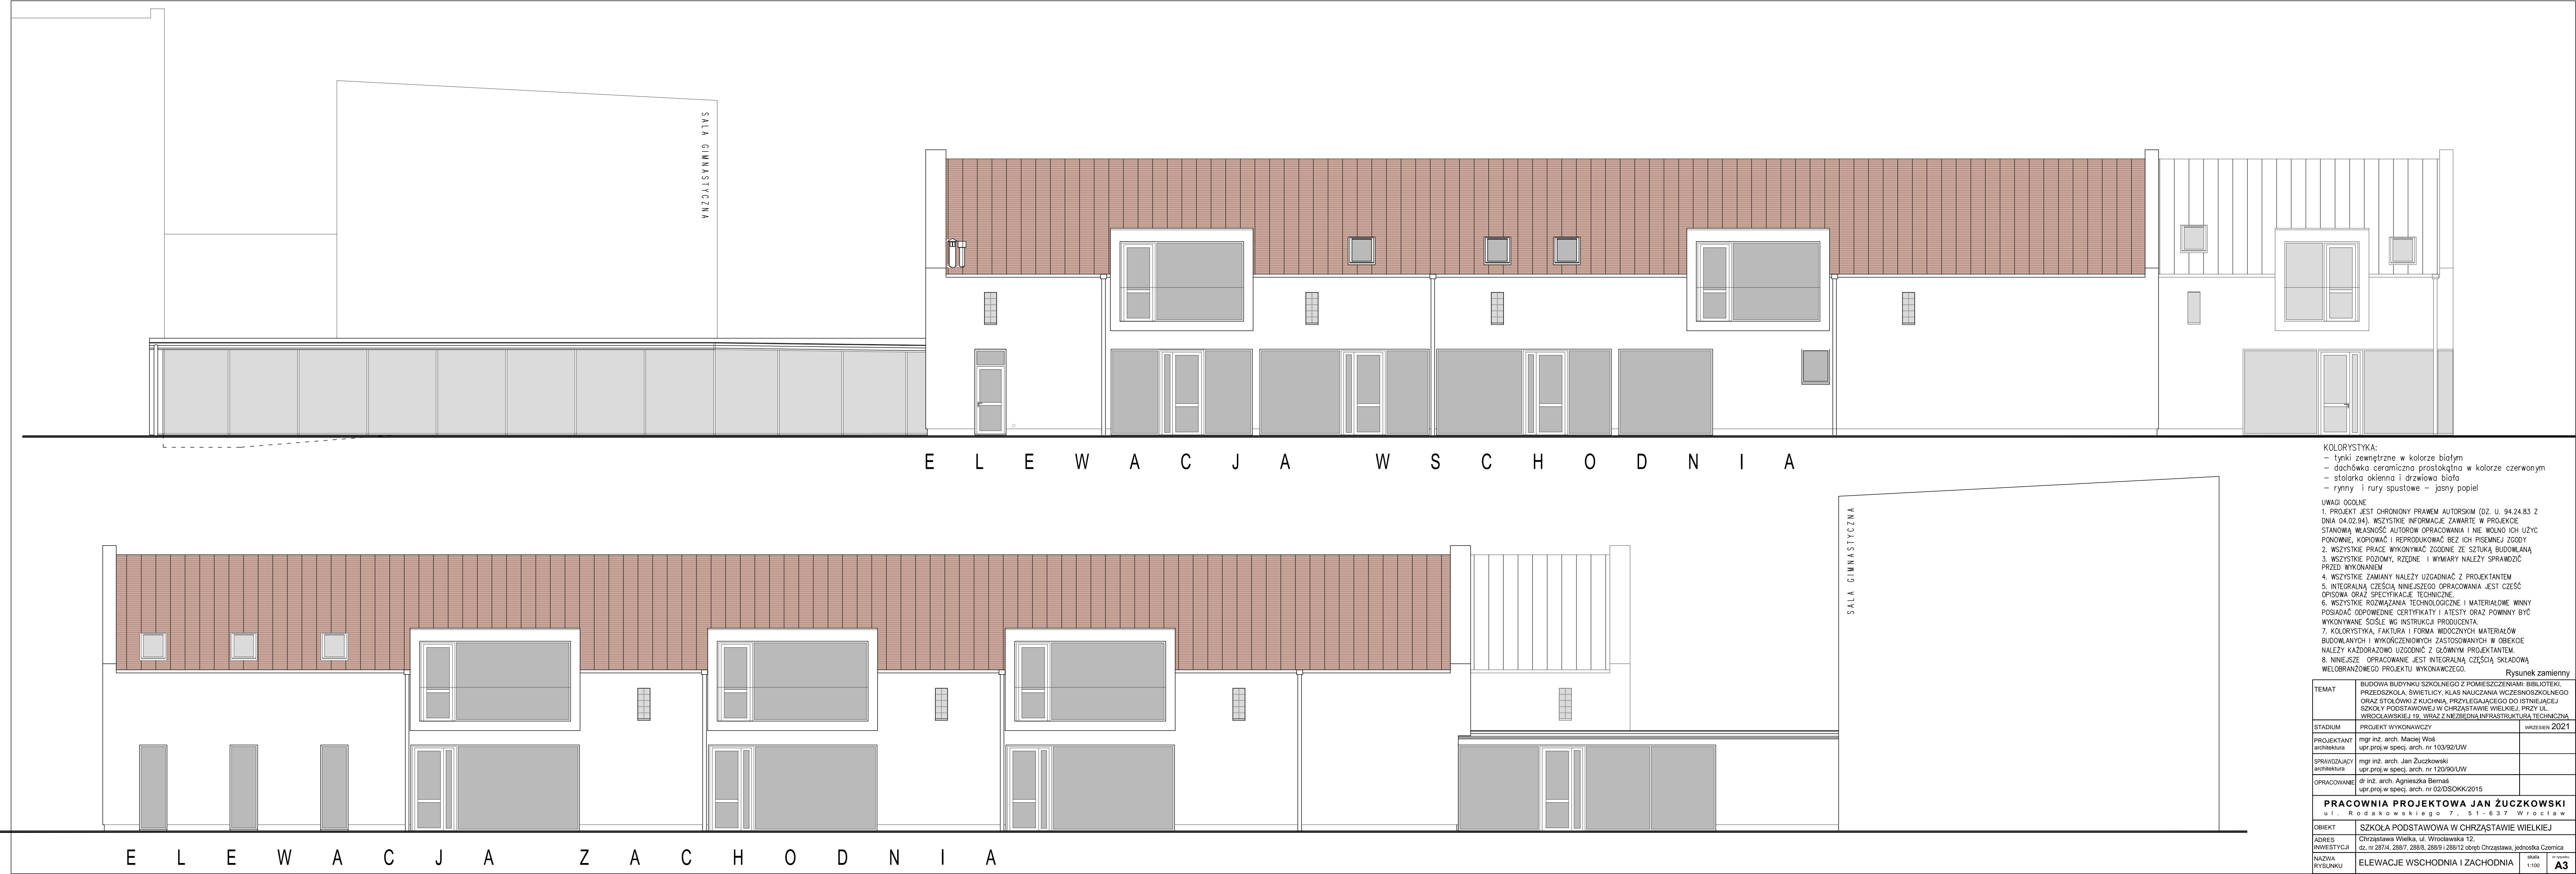 SALA GIMNASTYCZNA
ELEWACJA WSCHODNIA
SALA GIMNASTYCZNA
ELEWACJA ZACHODNIA
KOLORYSTYKA:
– tynki zewnętrzne w kolorze białym
– dachówka ceramiczna prostokątna w kolorze czerwonym
– stolarka okienna i drzwiowa biała
– rynny i rury spustowe – jasny popiel
UWAGI OGOLNE
1. PROJEKT JEST CHRONIONY PRAWEM AUTORSKIM (DZ. U. 94.24.83 Z
DNIA 04.02.94). WSZYSTKIE INFORMACJE ZAWARTE W PROJEKCIE
STANOWIĄ WŁASNOŚĆ AUTOROW OPRACOWANIA I NIE WOLNO ICH UŻYC
PONOWNIE, KOPIOWAĆ I REPRODUKOWAĆ BEZ ICH PISEMNEJ ZGODY
2. WSZYSTKIE PRACE WYKONYWAĆ ZGODNIE ZE SZTUKĄ BUDOWLANĄ
3. WSZYSTKIE POZIOMY, RZĘDNE I WYMIARY NALEŻY SPRAWDZIĆ
PRZED WYKONANIEM
4. WSZYSTKIE ZAMIANY NALEŻY UZGADNIAĆ Z PROJEKTANTEM
5. INTEGRALNĄ CZEŚCIĄ NINIEJSZEGO OPRACOWANIA JEST CZEŚĆ
OPISOWA ORAZ SPECYFIKACJE TECHNICZNE.
6. WSZYSTKIE ROZWIĄZANIA TECHNOLOGICZNE I MATERIAŁOWE WINNY
POSIADAĆ ODPOWIEDNIE CERTYFIKATY I ATESTY ORAZ POWINNY BYĆ
WYKONYWANE ŚCIŚLE WG INSTRUKCJI PRODUCENTA.
7. KOLORYSTYKA, FAKTURA I FORMA WIDOCZNYCH MATERIAŁÓW
BUDOWLANYCH I WYKOŃCZENIOWYCH ZASTOSOWANYCH W OBIEKCIE
NALEŻY KAŻDORAZOWO UZGODNIĆ Z GŁÓWNYM PROJEKTANTEM.
8. NINIEJSZE OPRACOWANIE JEST INTEGRALNĄ CZĘŚCIĄ SKŁADOWĄ
WIELOBRANŻOWEGO PROJEKTU WYKONAWCZEGO.
Rysunek zamienny
TEMAT
BUDOWA BUDYNKU SZKOLNEGO Z POMIESZCZENIAMI: BIBLIOTEKI,
PRZEDSZKOLA, ŚWIETLICY, KLAS NAUCZANIA WCZESNOSZKOLNEGO
ORAZ STOŁÓWKI Z KUCHNIĄ, PRZYLEGAJĄCEGO DO ISTNIEJĄCEJ
SZKOŁY PODSTAWOWEJ W CHRZĄSTAWIE WIELKIEJ, PRZY UL.
WROCŁAWSKIEJ 19, WRAZ Z NIEZBĘDNĄ INFRASTRUKTURĄ TECHNICZNĄ
STADIUM PROJEKT WYKONAWCZY WRZESIEŃ 2021
PROJEKTANT mgr inż. arch. Maciej Woś
architektura upr.proj.w specj. arch. nr 103/92/UW
SPRAWDZAJĄCY mgr inż. arch. Jan Żuczkowski
architektura upr.proj.w specj. arch. nr 120/90/UW
OPRACOWANIE dr inż. arch. Agnieszka Bernaś
upr.proj.w specj. arch. nr 02/DSOKK/2015
PRACOWNIA PROJEKTOWA JAN ŻUCZKOWSKI
ul. Rodakowskiego 7, 51-637 Wrocław
OBIEKT SZKOŁA PODSTAWOWA W CHRZĄSTAWIE WIELKIEJ
ADRES Chrząstawa Wielka, ul. Wrocławska 12,
INWESTYCJI dz. nr 287/4, 288/7, 288/8, 288/9 i 288/12 obręb Chrząstawa, jednostka Czernica
NAZWA RYSUNKU ELEWACJE WSCHODNIA I ZACHODNIA skala 1:100 nr rysunku A3